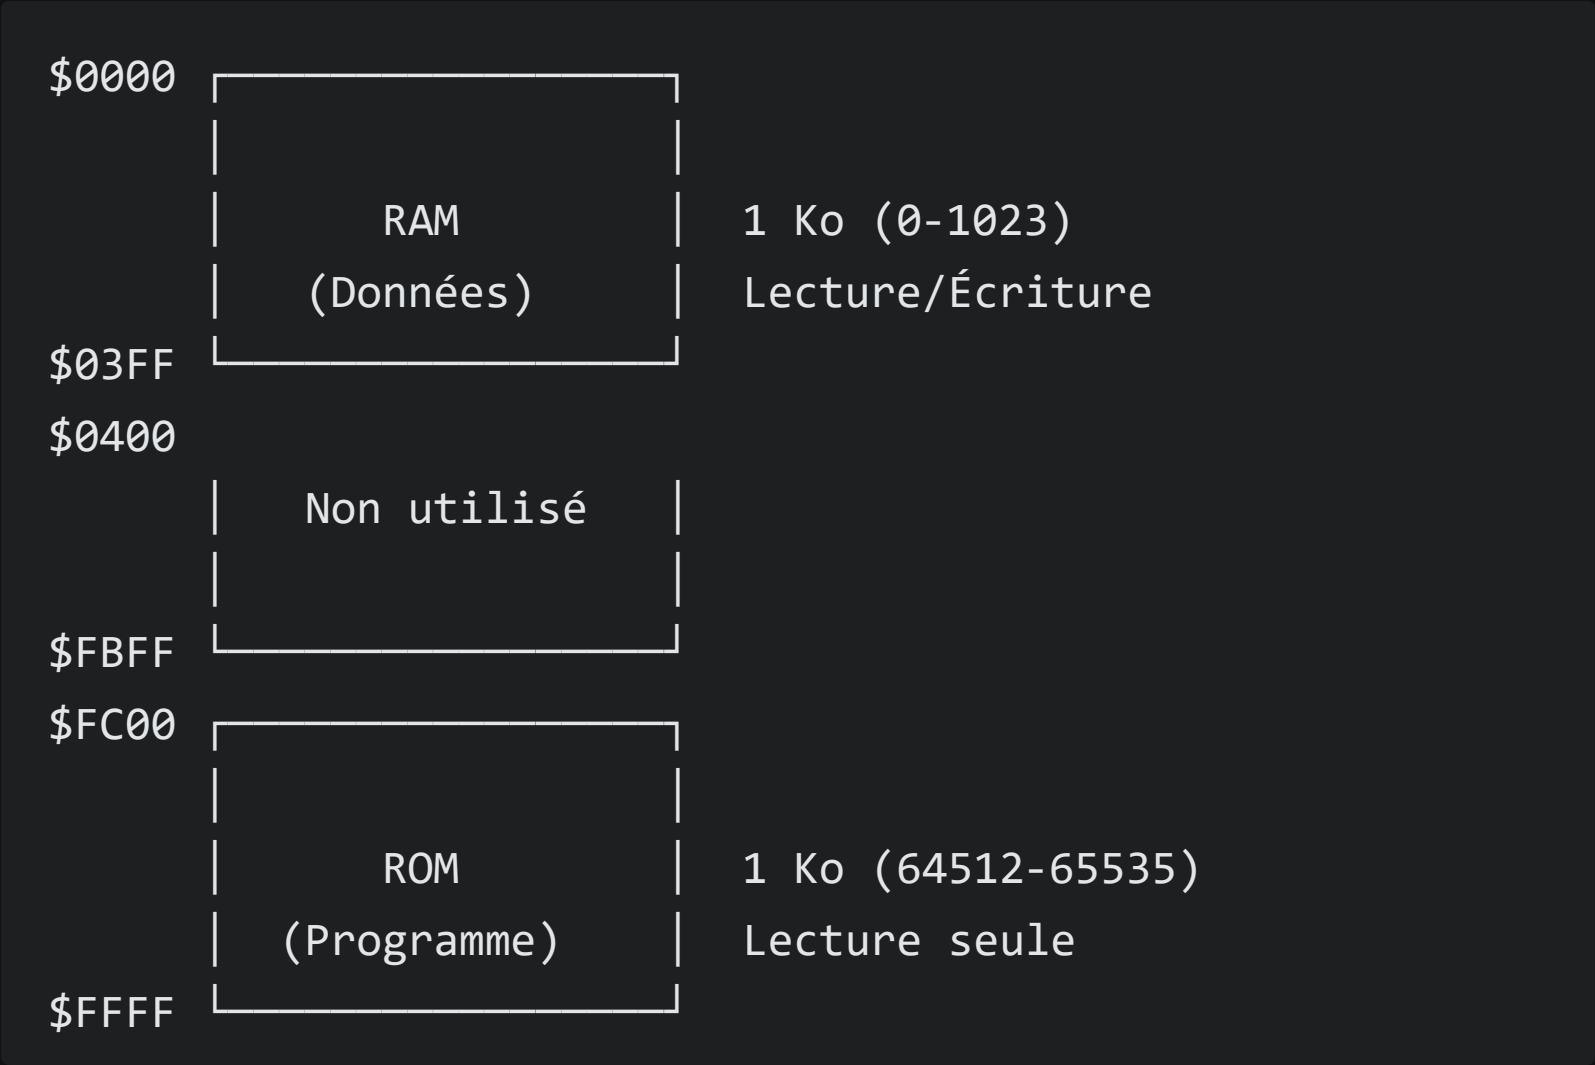 $0000
RAM 1 Ko (0-1023)
(Données) Lecture/Écriture
$03FF
$0400
Non utilisé
$FBFF
$FC00
ROM 1 Ko (64512-65535)
(Programme) Lecture seule
$FFFF